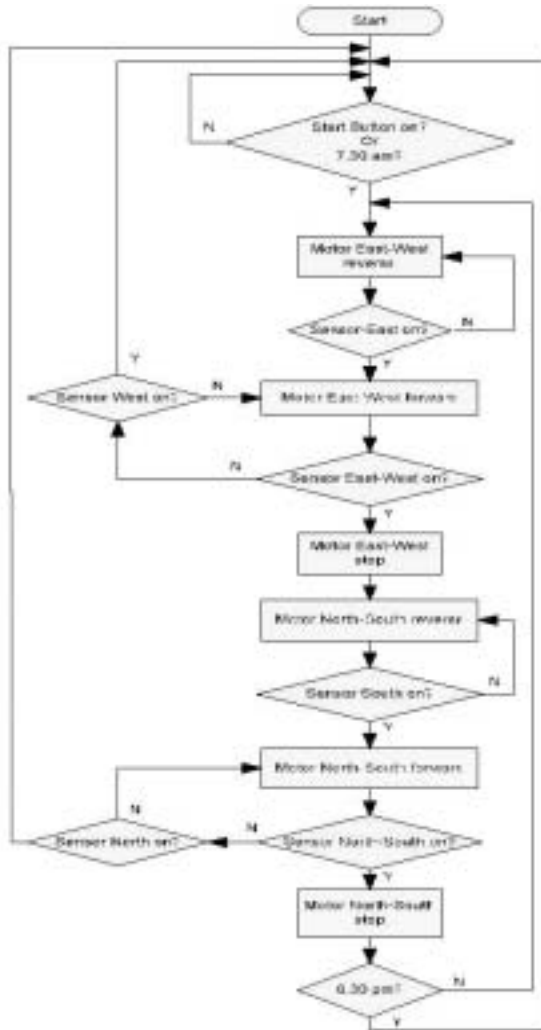 Start
Start Button on?
Or
7.30 am?
N
Y
Motor East-West
reverse
Sensor East on?
N
Y
Y
Sensor West on?
N
Motor East-West forward
N
Sensor East-West on?
Y
Motor East-West
stop
Motor North-South reverse
Sensor South on?
N
Y
Motor North-South forward
N
Sensor North on?
N
Sensor North-South on?
Y
Motor North-South
stop
6.30 pm?
N
Y